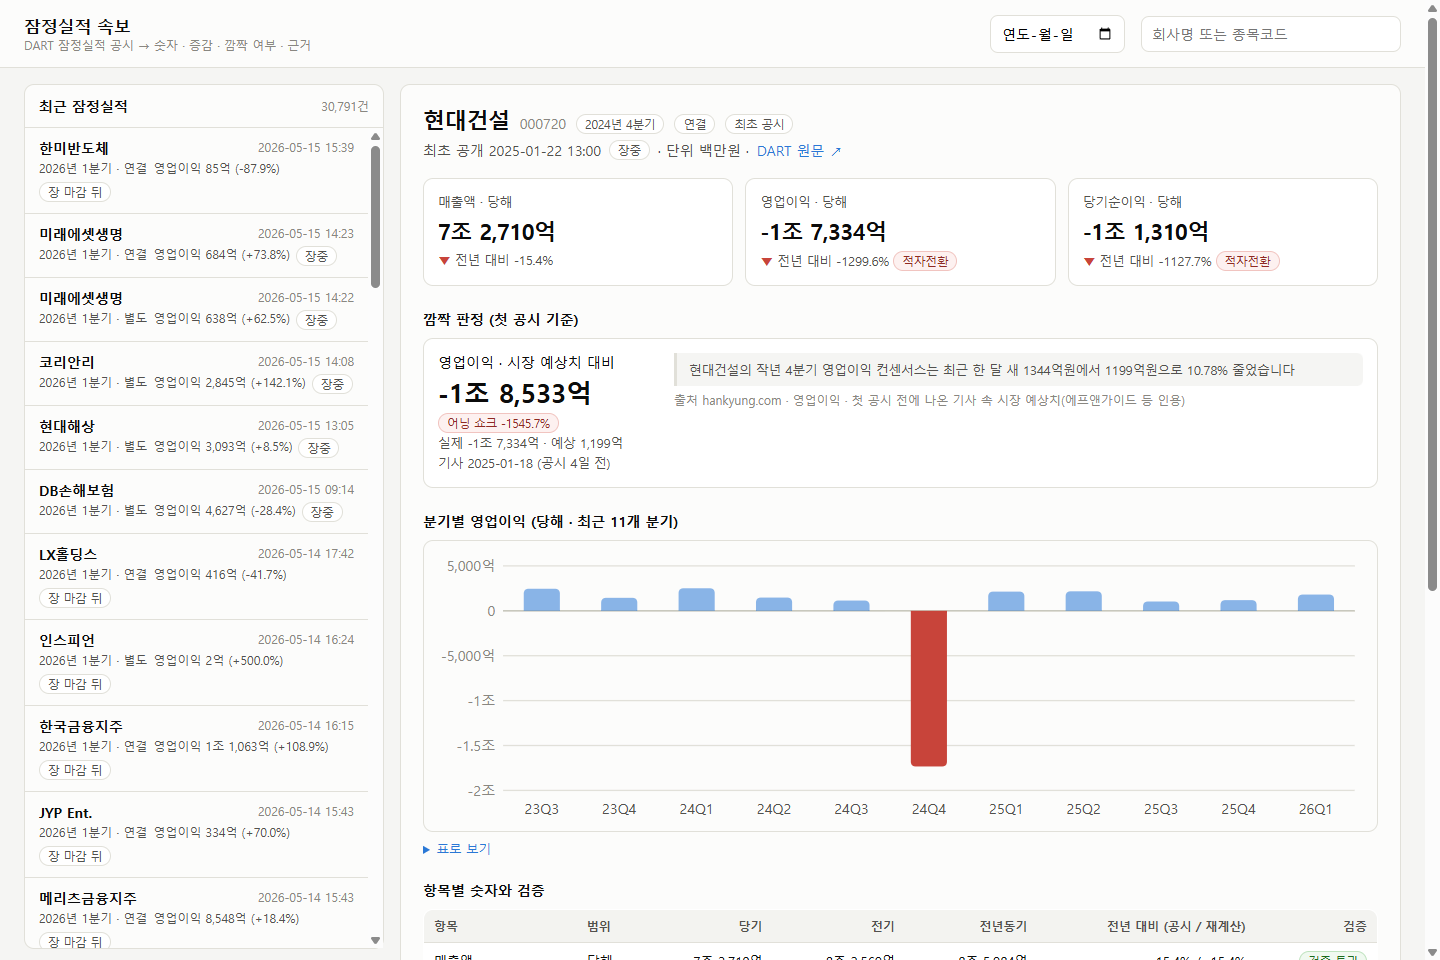 잠정실적 속보
DART 잠정실적 공시 → 숫자 · 증감 · 깜짝 여부 · 근거
연도-월-일
회사명 또는 종목코드
최근 잠정실적 30,791건
한미반도체 2026-05-15 15:39
2026년 1분기 · 연결 영업이익 85억 (-87.9%)
장 마감 뒤
미래에셋생명 2026-05-15 14:23
2026년 1분기 · 연결 영업이익 684억 (+73.8%) 장중
미래에셋생명 2026-05-15 14:22
2026년 1분기 · 별도 영업이익 638억 (+62.5%) 장중
코리안리 2026-05-15 14:08
2026년 1분기 · 별도 영업이익 2,845억 (+142.1%) 장중
현대해상 2026-05-15 13:05
2026년 1분기 · 별도 영업이익 3,093억 (+8.5%) 장중
DB손해보험 2026-05-15 09:14
2026년 1분기 · 별도 영업이익 4,627억 (-28.4%) 장중
LX홀딩스 2026-05-14 17:42
2026년 1분기 · 연결 영업이익 416억 (-41.7%)
장 마감 뒤
인스피언 2026-05-14 16:24
2026년 1분기 · 별도 영업이익 2억 (+500.0%)
장 마감 뒤
한국금융지주 2026-05-14 16:15
2026년 1분기 · 연결 영업이익 1조 1,063억 (+108.9%)
장 마감 뒤
JYP Ent. 2026-05-14 15:43
2026년 1분기 · 연결 영업이익 334억 (+70.0%)
장 마감 뒤
메리츠금융지주 2026-05-14 15:43
2026년 1분기 · 연결 영업이익 8,548억 (+18.4%)
장 마감 뒤
현대건설 000720 2024년 4분기 연결 최초 공시
최초 공개 2025-01-22 13:00 장중 · 단위 백만원 · DART 원문 ↗
매출액 · 당해
7조 2,710억
▼ 전년 대비 -15.4%
영업이익 · 당해
-1조 7,334억
▼ 전년 대비 -1299.6% 적자전환
당기순이익 · 당해
-1조 1,310억
▼ 전년 대비 -1127.7% 적자전환
깜짝 판정 (첫 공시 기준)
영업이익 · 시장 예상치 대비
-1조 8,533억
어닝 쇼크 -1545.7%
실제 -1조 7,334억 · 예상 1,199억
기사 2025-01-18 (공시 4일 전)
현대건설의 작년 4분기 영업이익 컨센서스는 최근 한 달 새 1344억원에서 1199억원으로 10.78% 줄었습니다
출처 hankyung.com · 영업이익 · 첫 공시 전에 나온 기사 속 시장 예상치(에프앤가이드 등 인용)
분기별 영업이익 (당해 · 최근 11개 분기)
5,000억
0
-5,000억
-1조
-1.5조
-2조
23Q3 23Q4 24Q1 24Q2 24Q3 24Q4 25Q1 25Q2 25Q3 25Q4 26Q1
▶ 표로 보기
항목별 숫자와 검증
항목 범위 당기 전기 전년동기 전년 대비 (공시 / 재계산) 검증